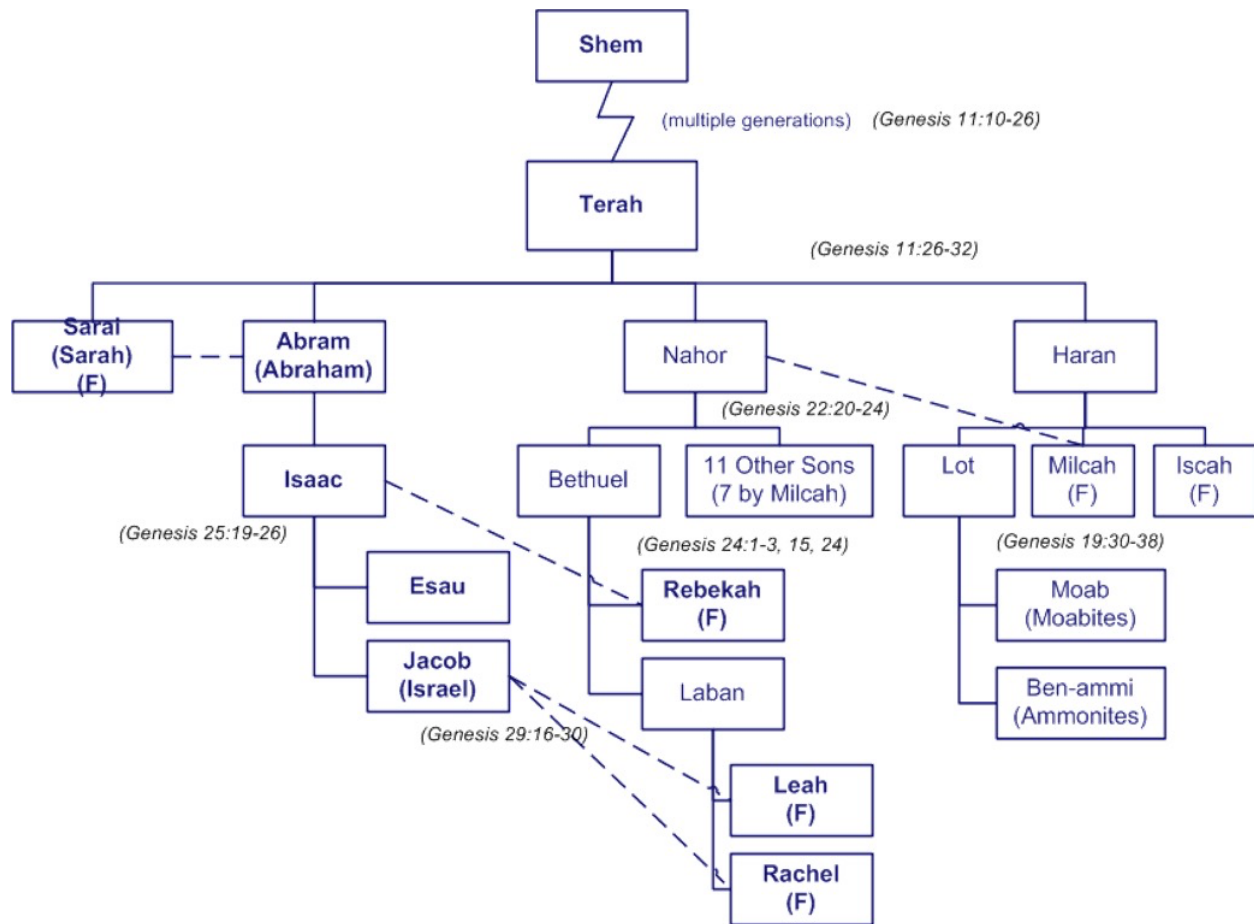 Shem
(multiple generations) (Genesis 11:10-26)
Terah
(Genesis 11:26-32)
Sarai
(Sarah)
(F)
Abram
(Abraham)
Nahor
Haran
(Genesis 22:20-24)
Isaac
Bethuel
11 Other Sons
(7 by Milcah)
Lot
Milcah
(F)
Iscah
(F)
(Genesis 25:19-26)
(Genesis 24:1-3, 15, 24)
(Genesis 19:30-38)
Esau
Rebekah
(F)
Moab
(Moabites)
Jacob
(Israel)
Laban
Ben-ammi
(Ammonites)
(Genesis 29:16-30)
Leah
(F)
Rachel
(F)